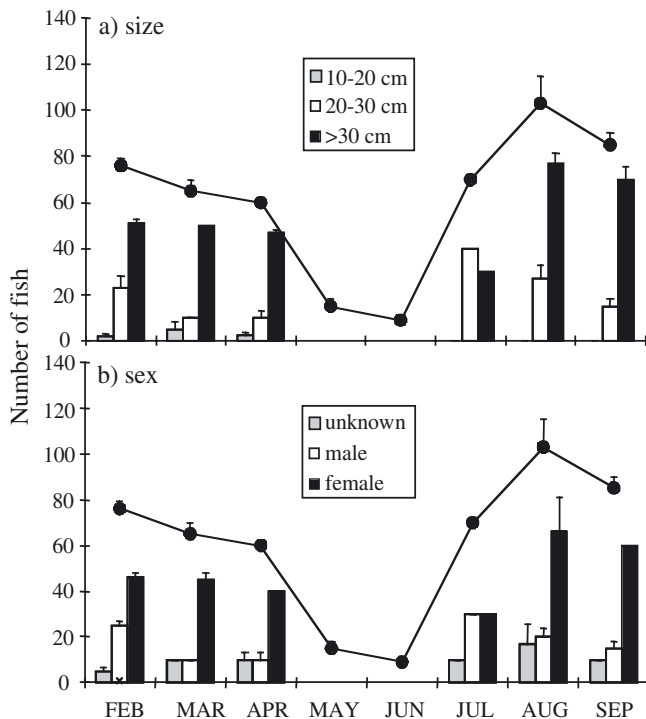 140
a) size
120
10-20 cm
100
20-30 cm
>30 cm
80
60
40
20
0
Number of fish
140
b) sex
120
unknown
100
male
female
80
60
40
20
0
FEB MAR APR MAY JUN JUL AUG SEP